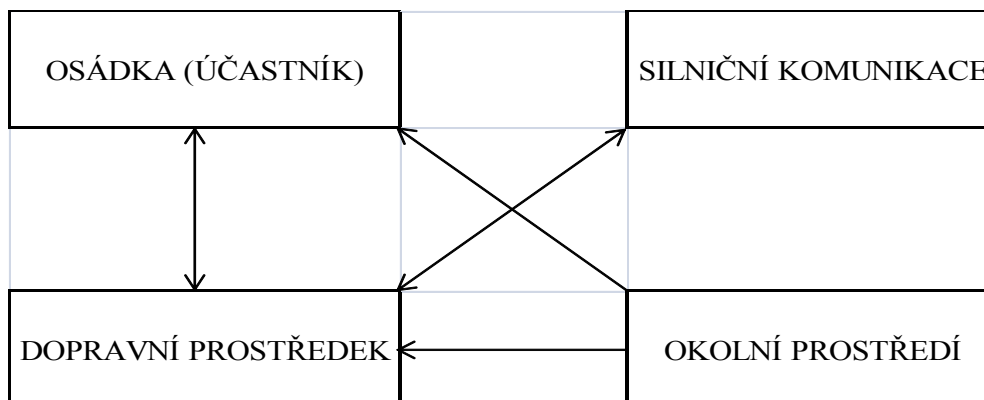 OSÁDKA (ÚČASTNÍK)
SILNIČNÍ KOMUNIKACE
DOPRAVNÍ PROSTŘEDEK
OKOLNÍ PROSTŘEDÍ